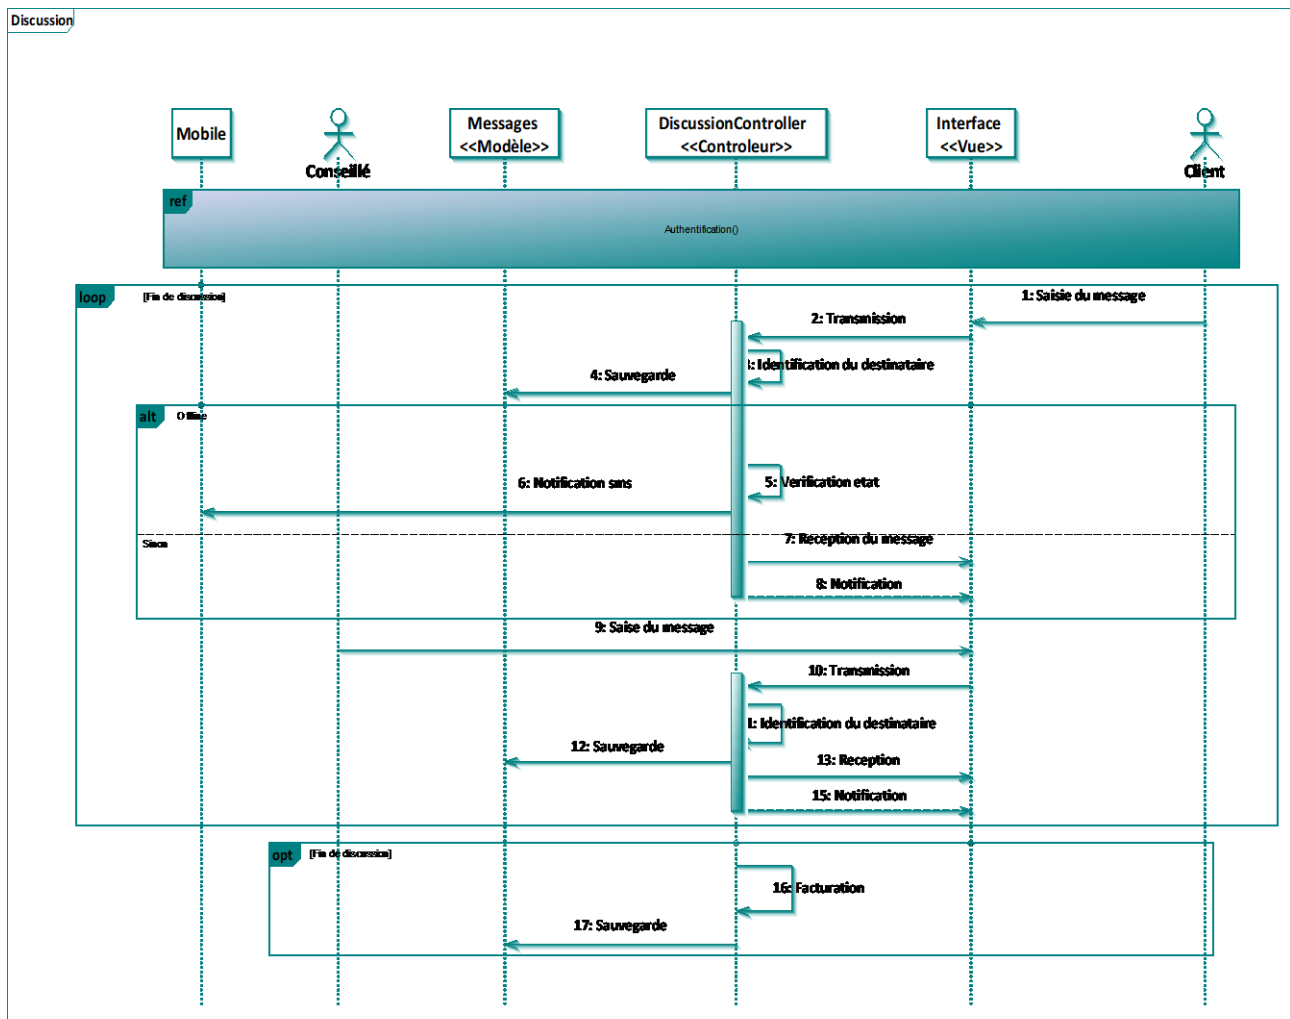 Discussion
Mobile
Conseillé
Messages
<<Modèle>>
DiscussionController
<<Controleur>>
Interface
<<Vue>>
Client
ref
Authentification()
loop
[Fin de discussion]
1: Saisie du message
2: Transmission
: Identification du destinataire
4: Sauvegarde
alt
Offline
5: Verification etat
6: Notification sms
Sinon
7: Reception du message
8: Notification
9: Saise du message
10: Transmission
1: Identification du destinataire
12: Sauvegarde
13: Reception
15: Notification
opt
[Fin de discussion]
16: Facturation
17: Sauvegarde